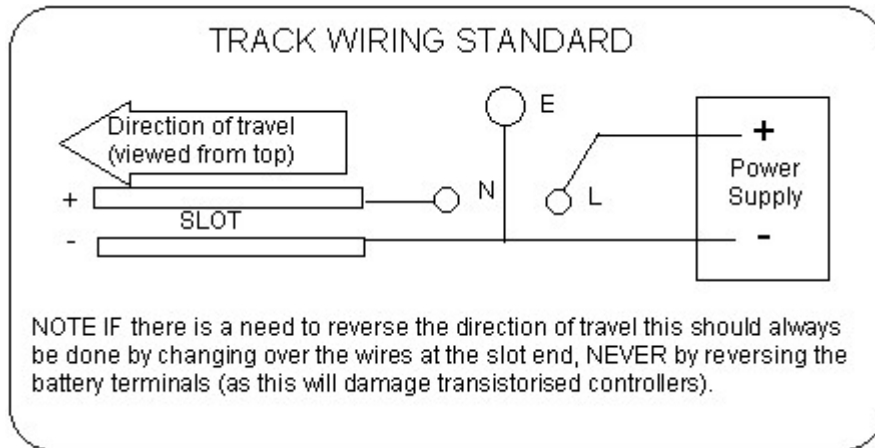 TRACK WIRING STANDARD
Direction of travel
(viewed from top)
E
+
Power
Supply
-
N
L
+
SLOT
-
NOTE IF there is a need to reverse the direction of travel this should always
be done by changing over the wires at the slot end, NEVER by reversing the
battery terminals (as this will damage transistorised controllers).